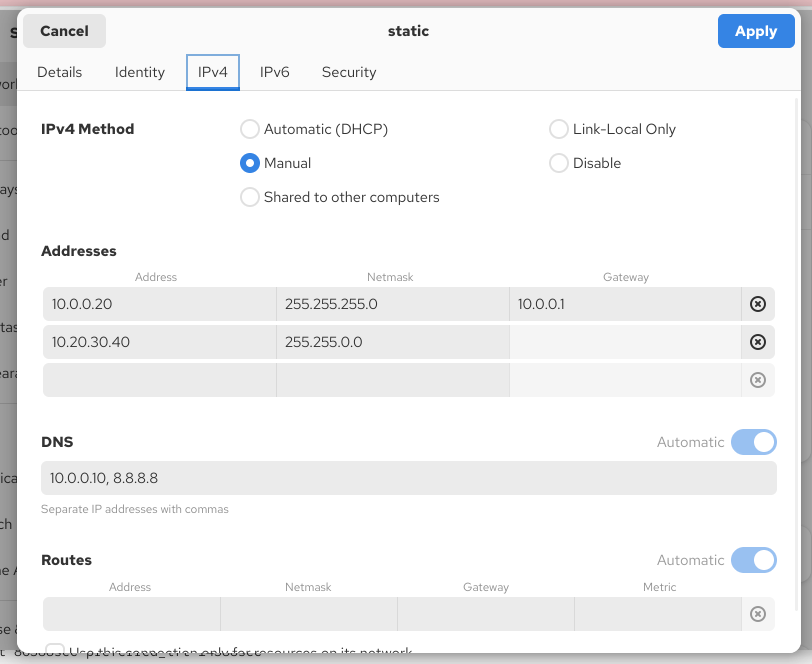 Cancel static Apply
Details Identity IPv4 IPv6 Security
IPv4 Method Automatic (DHCP) Link-Local Only
Manual Disable
Shared to other computers
Addresses
Address Netmask Gateway
10.0.0.20 255.255.255.0 10.0.0.1
10.20.30.40 255.255.0.0
DNS Automatic
10.0.0.10, 8.8.8.8
Separate IP addresses with commas
Routes Automatic
Address Netmask Gateway Metric
Use this connection only for resources on its network